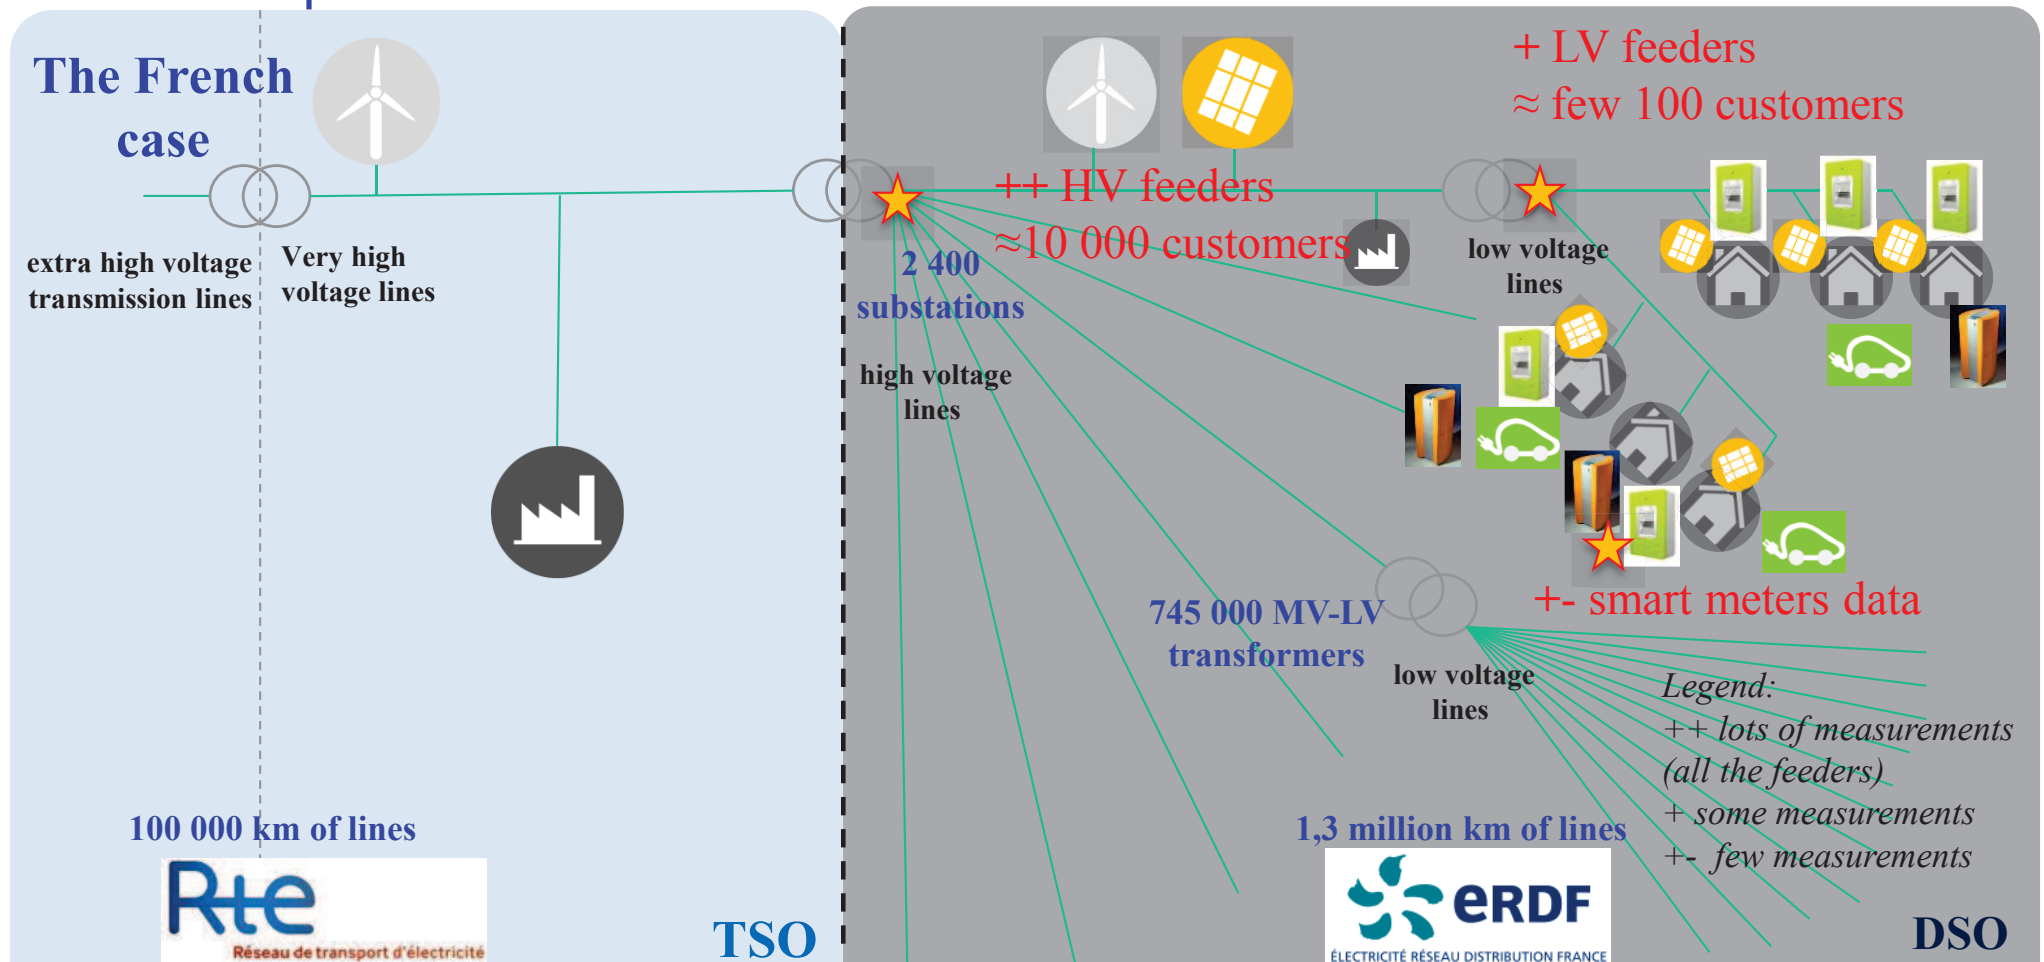 The French
case
extra high voltage
transmission lines
Very high
voltage lines
100 000 km of lines
Rte
Réseau de transport d'électricité
TSO
++ HV feeders
≈10 000 customers
2 400
substations
high voltage
lines
+ LV feeders
≈ few 100 customers
low voltage
lines
+- smart meters data
745 000 MV-LV
transformers
low voltage
lines
Legend:
++ lots of measurements
(all the feeders)
+ some measurements
+- few measurements
1,3 million km of lines
eRDF
ÉLECTRICITÉ RÉSEAU DISTRIBUTION FRANCE
DSO